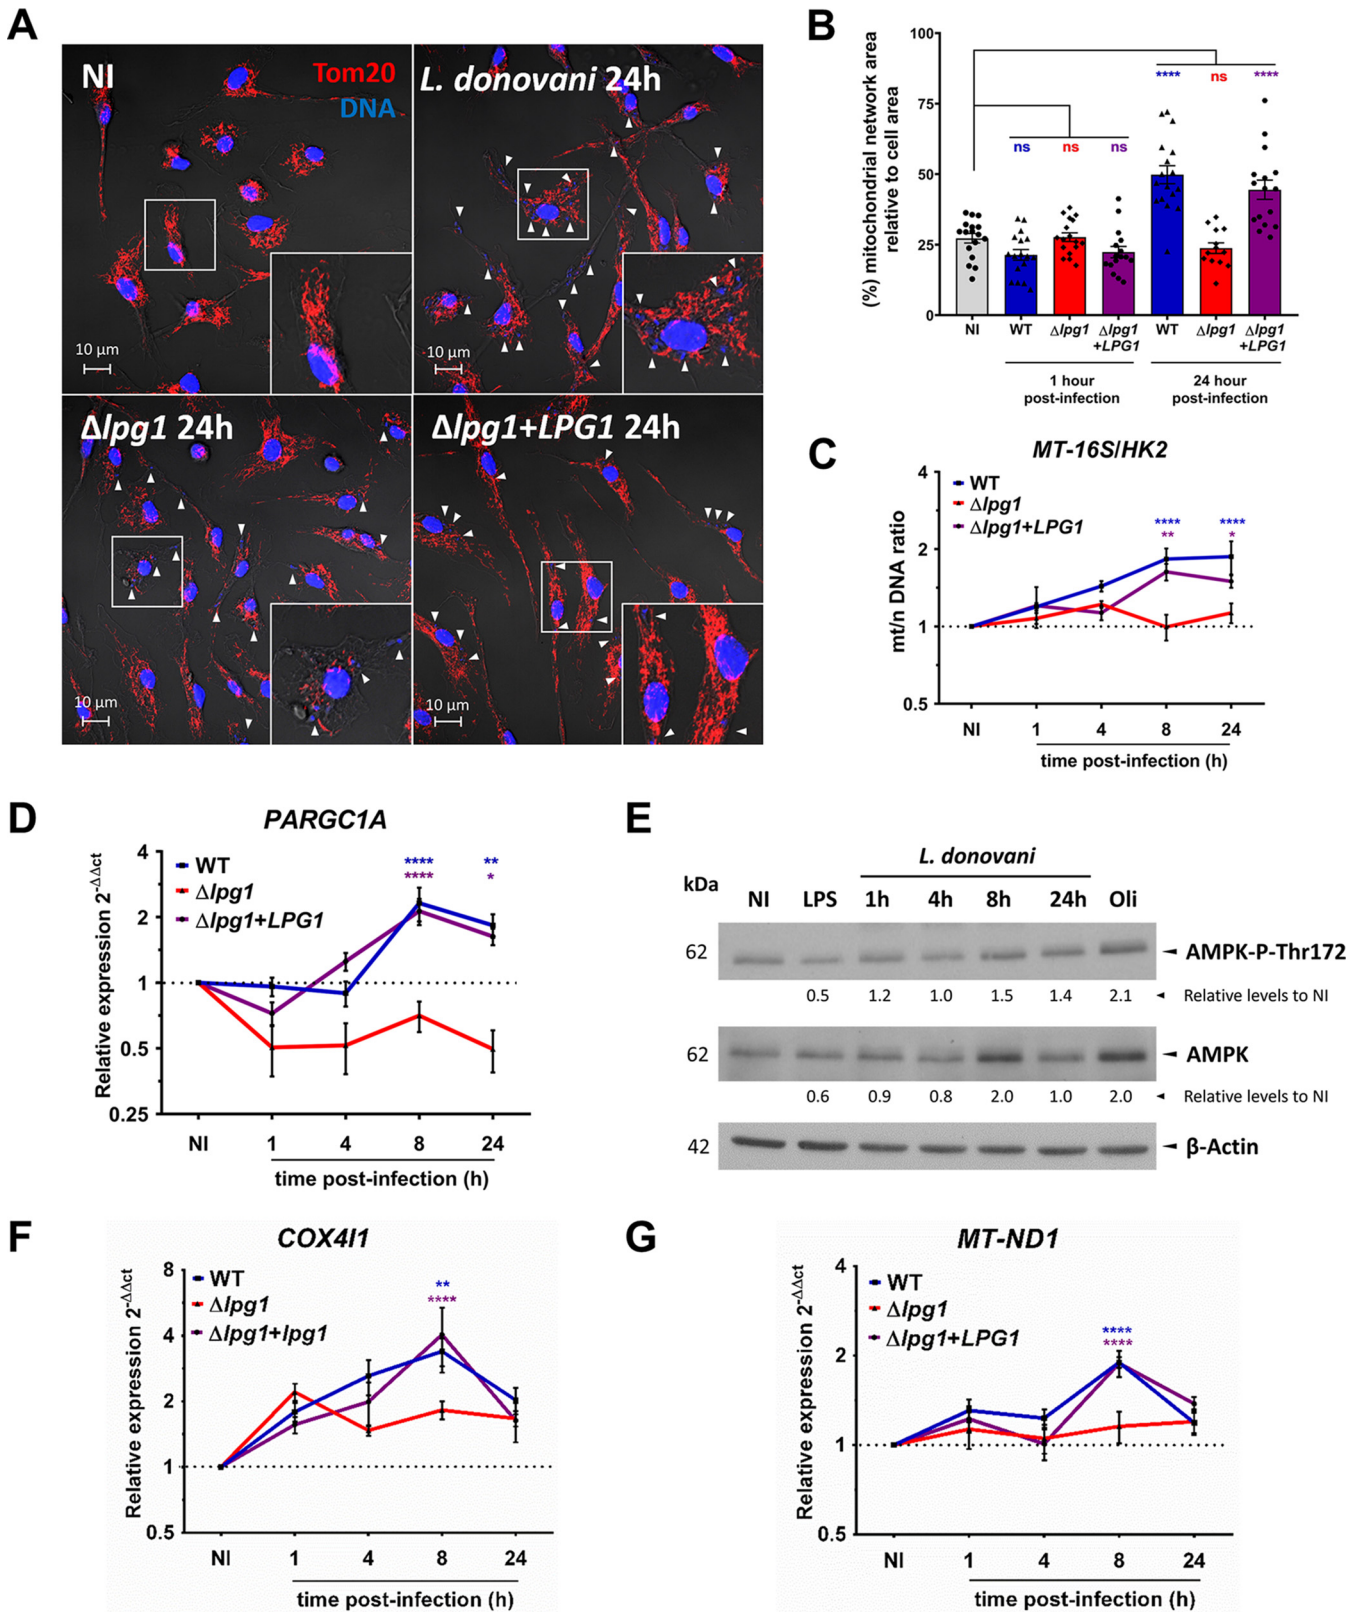 A
NI
Tom20
DNA
10 µm
L. donovani 24h
10 µm
Δlpg1 24h
10 µm
Δlpg1+LPG1 24h
10 µm
B
(%) mitochondrial network area
relative to cell area
100
75
50
25
0
ns
ns
ns
****
ns
****
NI
WT
Δlpg1
Δlpg1
+LPG1
WT
Δlpg1
Δlpg1
+LPG1
1 hour
post-infection
24 hour
post-infection
C
MT-16S/HK2
WT
Δlpg1
Δlpg1+LPG1
mt/n DNA ratio
4
2
1
0.5
****
**
****
*
NI
1
4
8
24
time post-infection (h)
D
PARGC1A
WT
Δlpg1
Δlpg1+LPG1
Relative expression 2-ΔΔct
4
2
1
0.5
0.25
****
****
**
*
NI
1
4
8
24
time post-infection (h)
E
L. donovani
kDa
NI
LPS
1h
4h
8h
24h
Oli
62
AMPK-P-Thr172
0.5
1.2
1.0
1.5
1.4
2.1
Relative levels to NI
62
AMPK
0.6
0.9
0.8
2.0
1.0
2.0
Relative levels to NI
42
β-Actin
F
COX4I1
WT
Δlpg1
Δlpg1+lpg1
Relative expression 2-ΔΔct
8
4
2
1
0.5
**
****
NI
1
4
8
24
time post-infection (h)
G
MT-ND1
WT
Δlpg1
Δlpg1+LPG1
Relative expression 2-ΔΔct
4
2
1
0.5
****
****
NI
1
4
8
24
time post-infection (h)